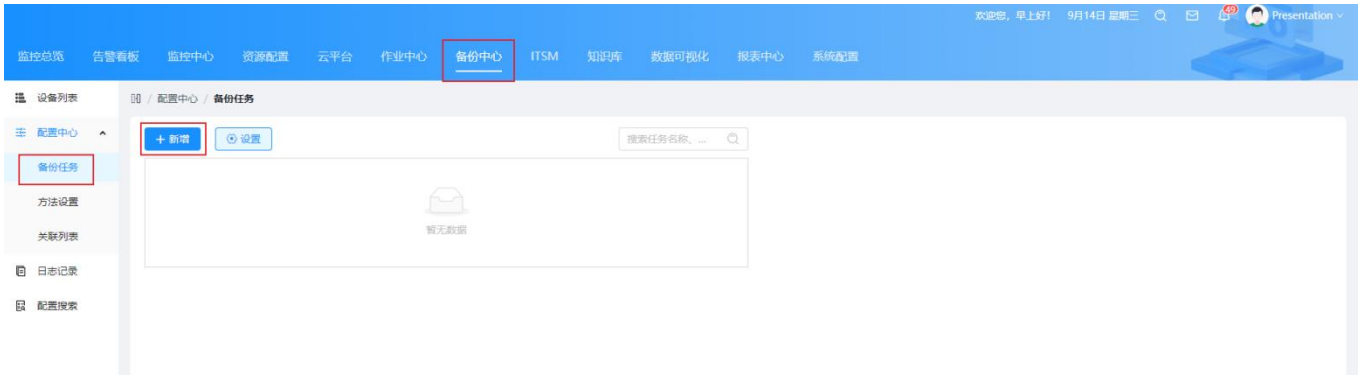 欢迎您，早上好! 9月14日 星期三 49 Presentation
监控总览 告警看板 监控中心 资源配置 云平台 作业中心 备份中心 ITSM 知识库 数据可视化 报表中心 系统配置
设备列表
配置中心 / 备份任务
配置中心
+ 新增 设置 搜索任务名称、...
备份任务
方法设置
暂无数据
关联列表
日志记录
配置搜索